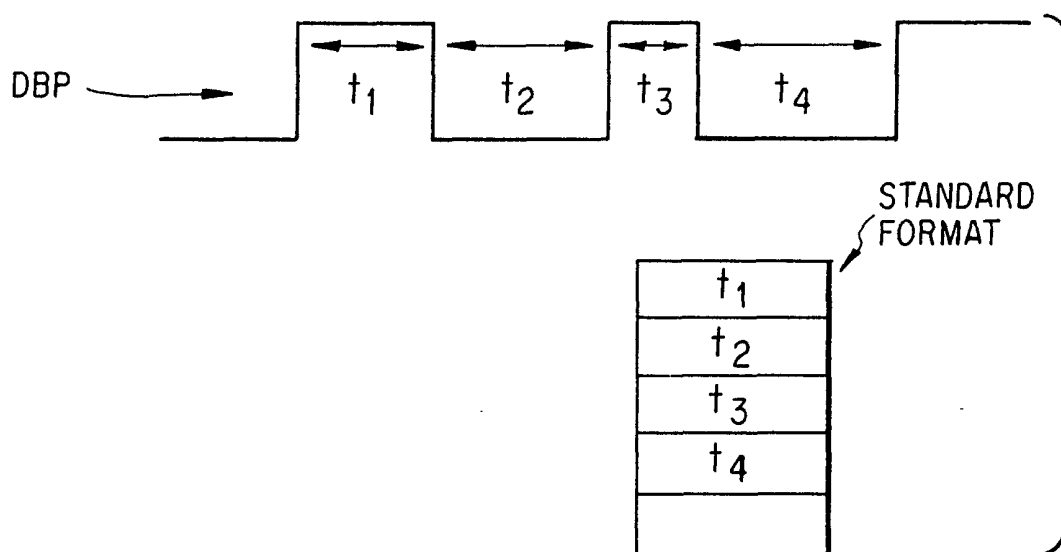 DBP
t1 t2 t3 t4
STANDARD
FORMAT
t1
t2
t3
t4